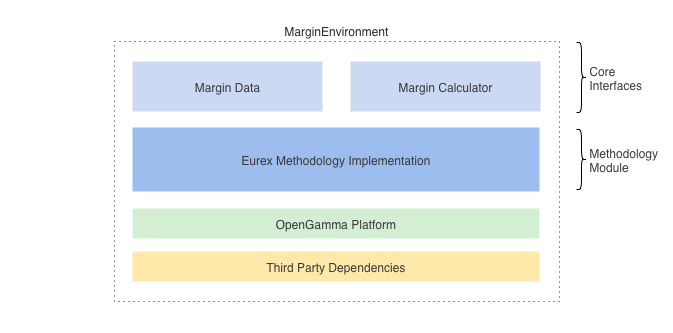 MarginEnvironment
Margin Data
Margin Calculator
Core
Interfaces
Eurex Methodology Implementation
Methodology
Module
OpenGamma Platform
Third Party Dependencies